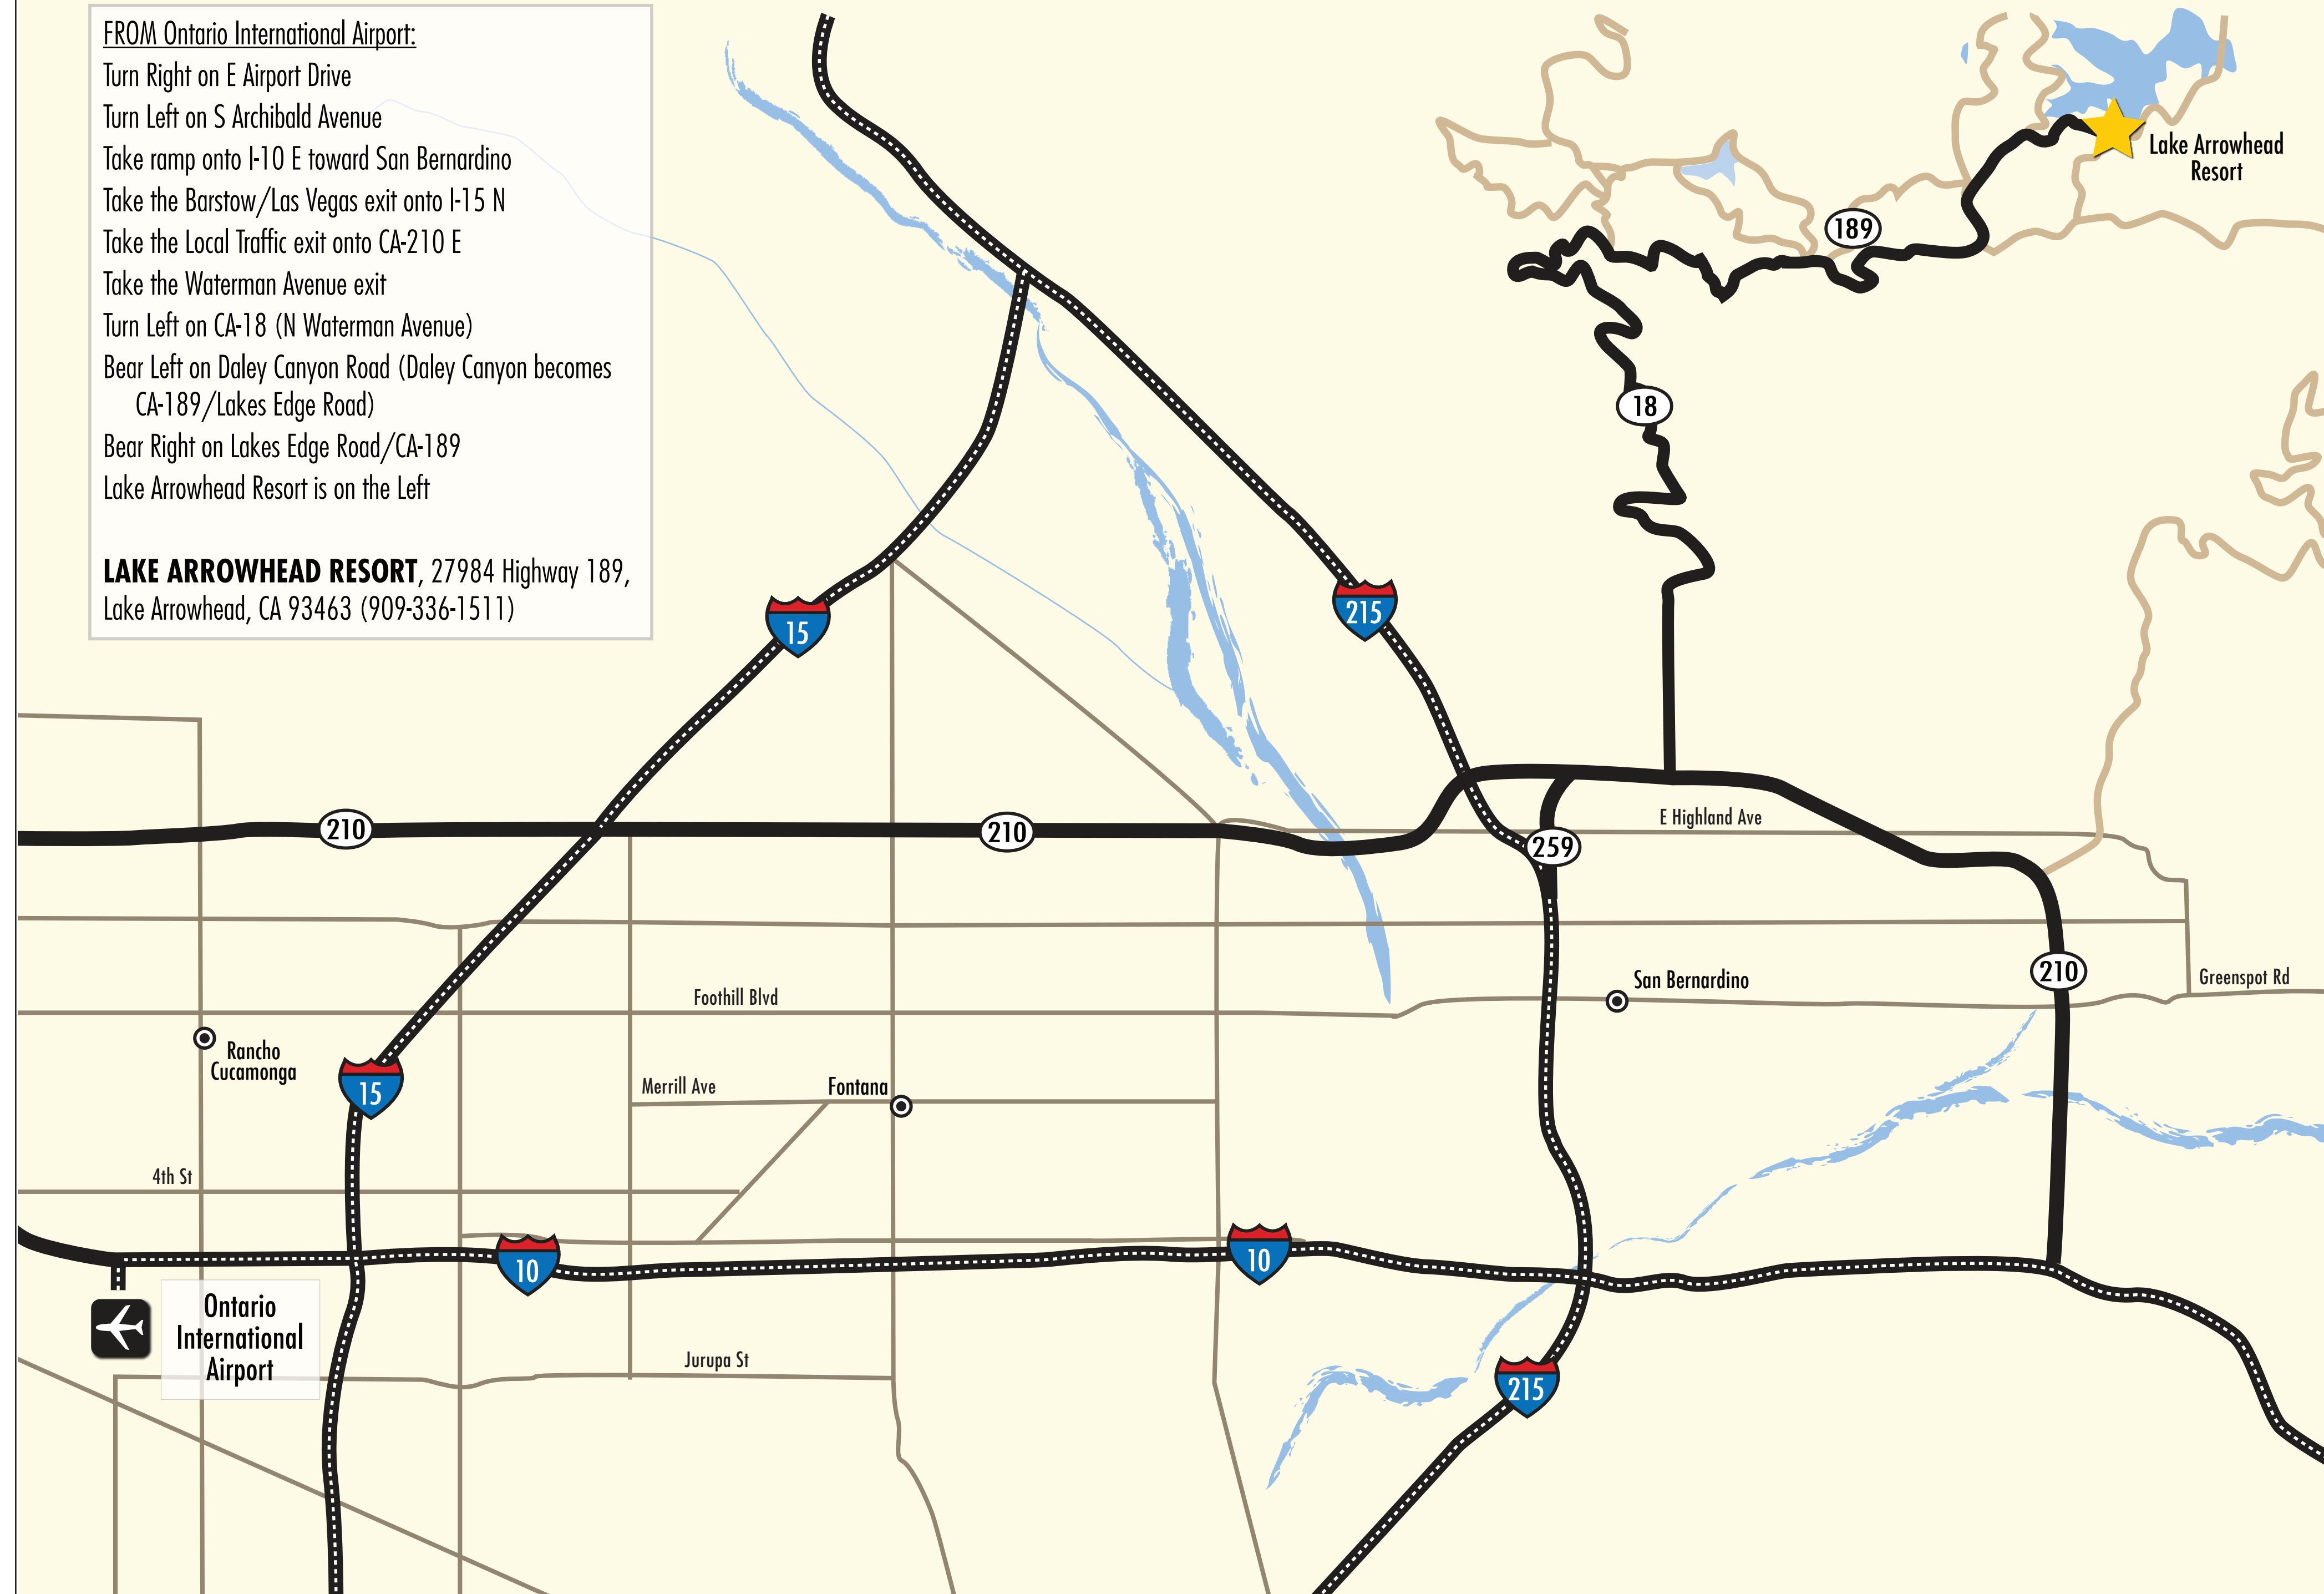 FROM Ontario International Airport:
Turn Right on E Airport Drive
Turn Left on S Archibald Avenue
Take ramp onto I-10 E toward San Bernardino
Take the Barstow/Las Vegas exit onto I-15 N
Take the Local Traffic exit onto CA-210 E
Take the Waterman Avenue exit
Turn Left on CA-18 (N Waterman Avenue)
Bear Left on Daley Canyon Road (Daley Canyon becomes
CA-189/Lakes Edge Road)
Bear Right on Lakes Edge Road/CA-189
Lake Arrowhead Resort is on the Left
LAKE ARROWHEAD RESORT, 27984 Highway 189,
Lake Arrowhead, CA 93463 (909-336-1511)
Lake Arrowhead
Resort
189
18
15
215
210
210
E Highland Ave
259
210
San Bernardino
Greenspot Rd
Foothill Blvd
Rancho
Cucamonga
15
Merrill Ave
Fontana
4th St
10
10
Ontario
International
Airport
Jurupa St
215